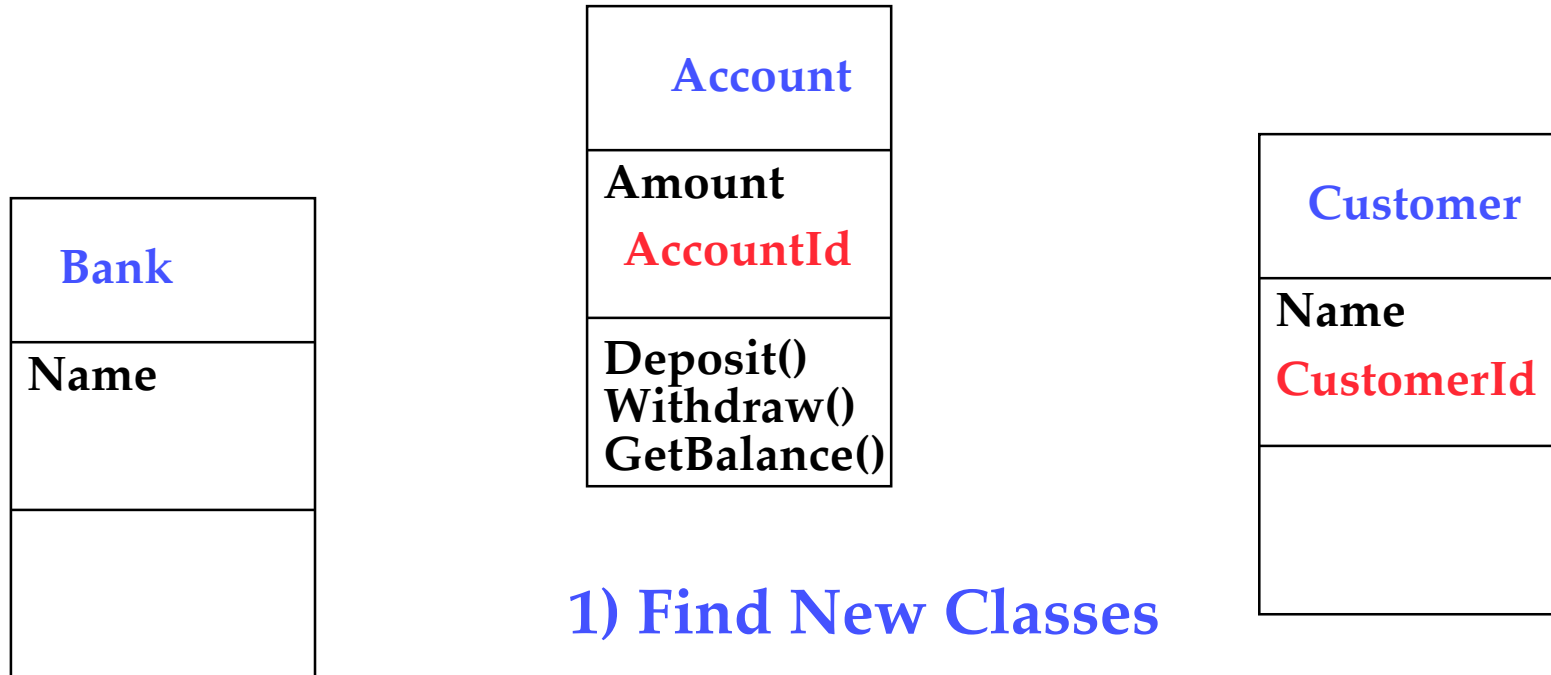 Bank
Name
Account
Amount
AccountId
Deposit()
Withdraw()
GetBalance()
Customer
Name
CustomerId
1) Find New Classes